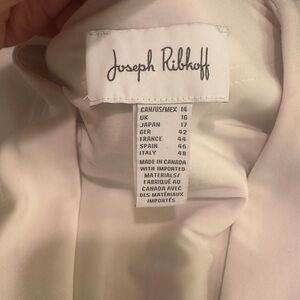 Joseph Ribkoff
CAN/US/MEX 14
UK 16
JAPAN 17
GER 42
FRANCE 44
SPAIN 46
ITALY 48
MADE IN CANADA
WITH IMPORTED
MATERIALS/
FABRIQUÉ AU
CANADA AVEC
DES MATÉRIAUX
IMPORTÉS